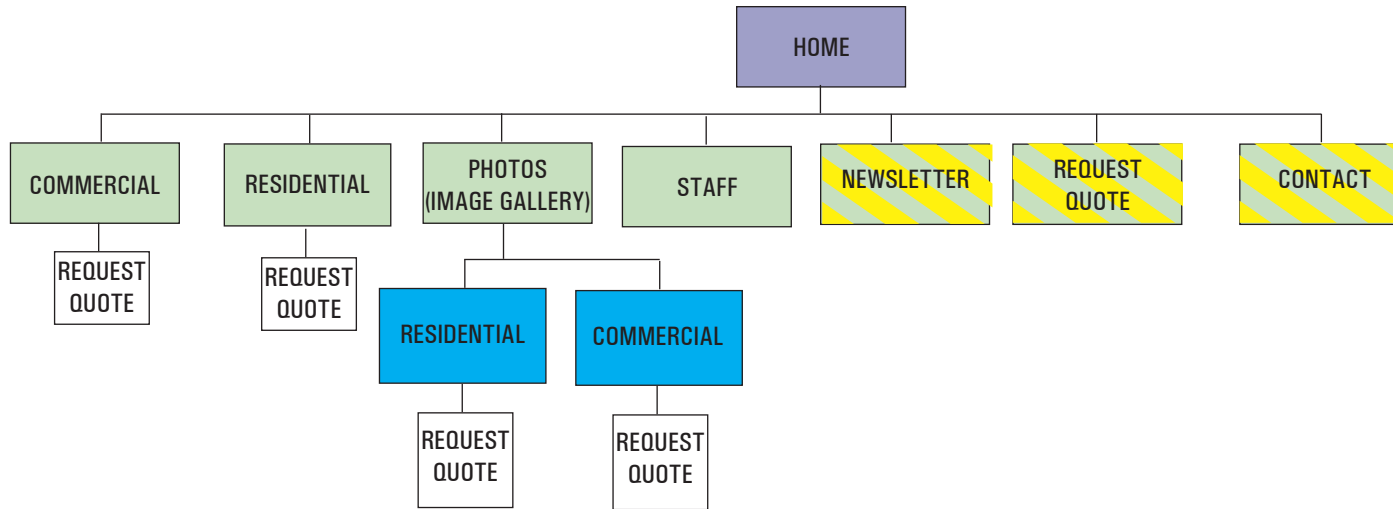 HOME
COMMERCIAL
RESIDENTIAL
PHOTOS
(IMAGE GALLERY)
STAFF
NEWSLETTER
REQUEST
QUOTE
CONTACT
REQUEST
QUOTE
REQUEST
QUOTE
RESIDENTIAL
COMMERCIAL
REQUEST
QUOTE
REQUEST
QUOTE